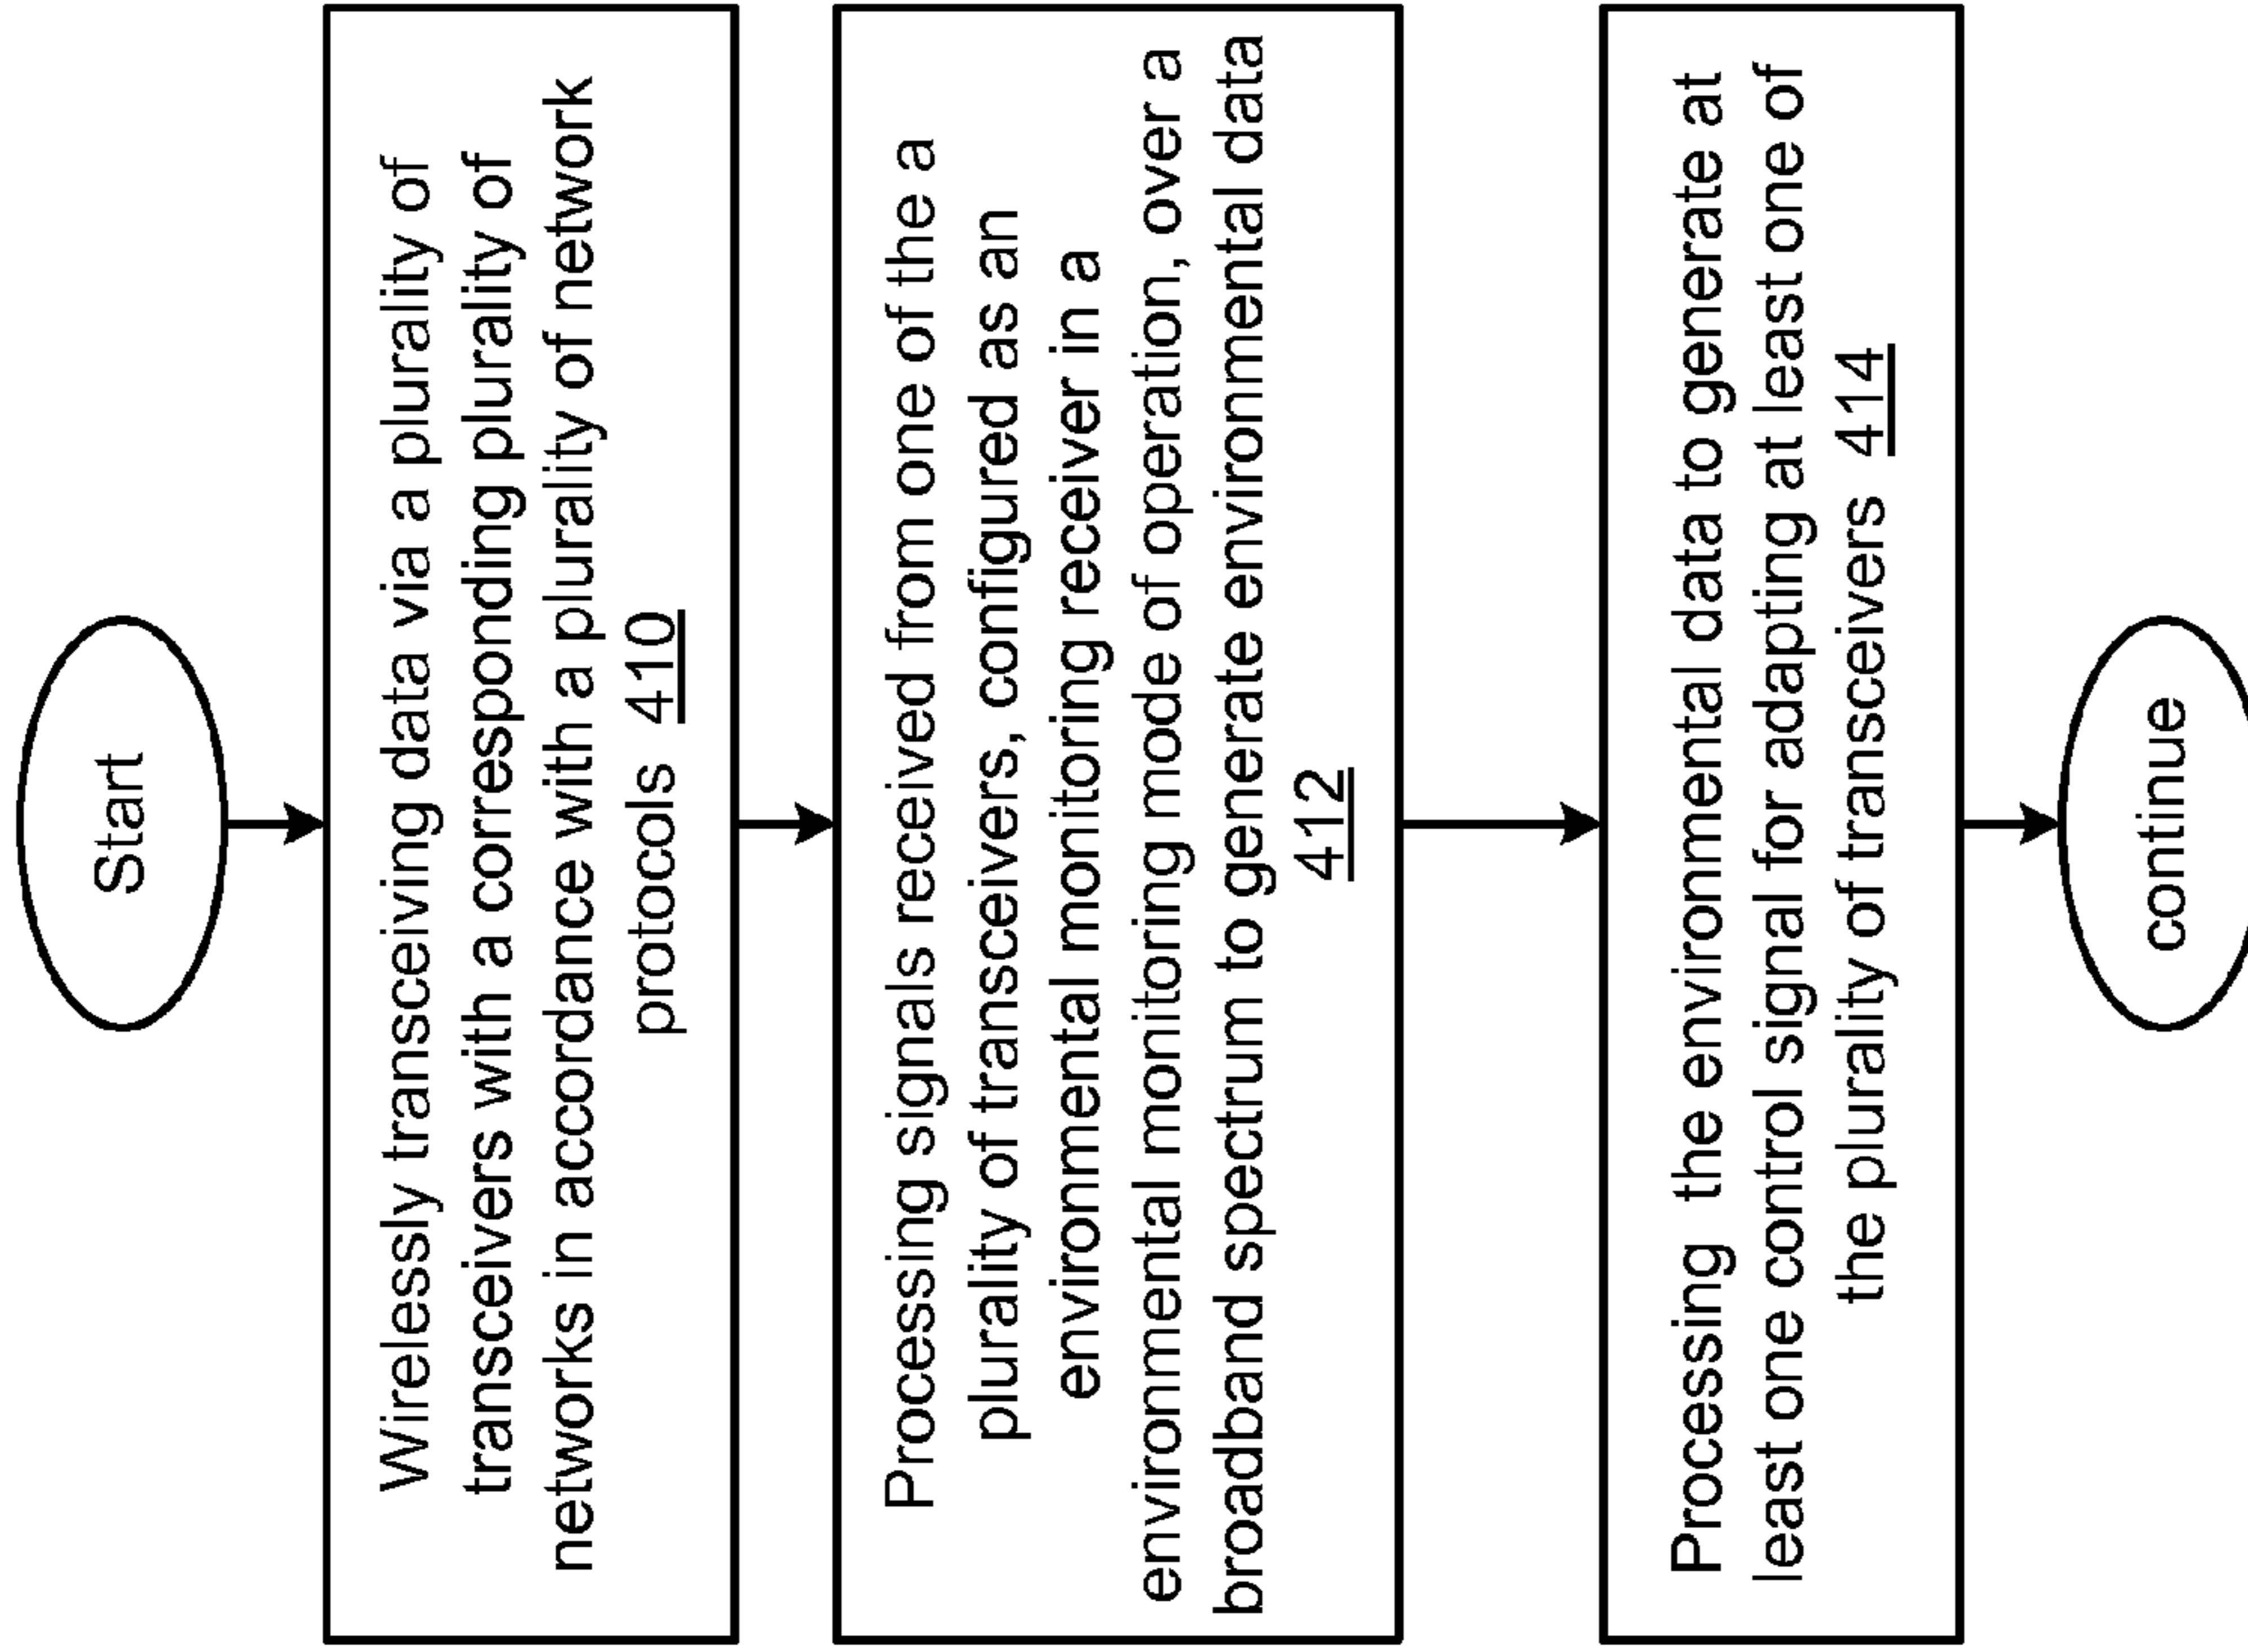 Start
Wirelessly transceiving data via a plurality of
transceivers with a corresponding plurality of
networks in accordance with a plurality of network
protocols 410
Processing signals received from one of the a
plurality of transceivers, configured as an
environmental monitoring receiver in a
environmental monitoring mode of operation, over a
broadband spectrum to generate environmental data
412
Processing the environmental data to generate at
least one control signal for adapting at least one of
the plurality of transceivers 414
continue